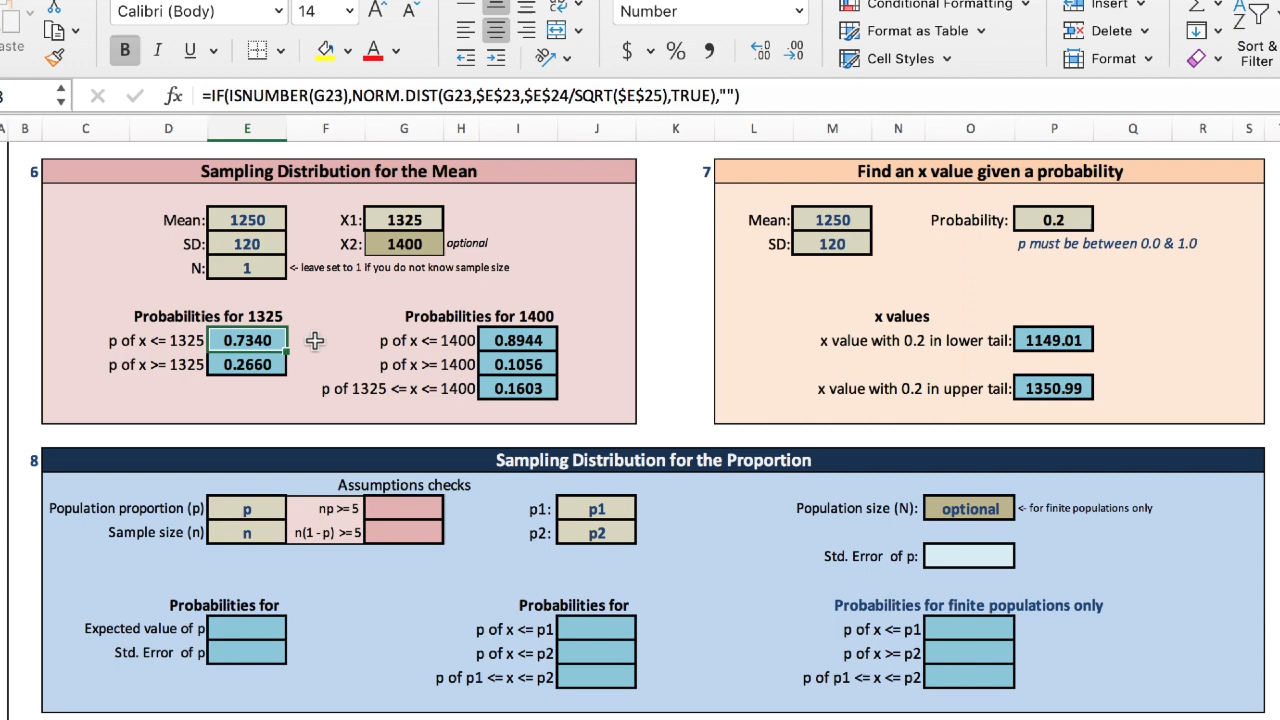 Calibri (Body) 14 A A Number Conditional Formatting Insert
aste B I U A $ % 9 .00 .00 Format as Table Delete Sort &
Cell Styles Format Filter
fx =IF(ISNUMBER(G23),NORM.DIST(G23,$E$23,$E$24/SQRT($E$25),TRUE),"")
A B C D E F G H I J K L M N O P Q R S
6 Sampling Distribution for the Mean 7 Find an x value given a probability
Mean: 1250 X1: 1325 Mean: 1250 Probability: 0.2
SD: 120 X2: 1400 optional SD: 120 p must be between 0.0 & 1.0
N: 1 <- leave set to 1 if you do not know sample size
Probabilities for 1325 Probabilities for 1400 x values
p of x <= 1325 0.7340 p of x <= 1400 0.8944 x value with 0.2 in lower tail: 1149.01
p of x >= 1325 0.2660 p of x >= 1400 0.1056
p of 1325 <= x <= 1400 0.1603 x value with 0.2 in upper tail: 1350.99
8 Sampling Distribution for the Proportion
Assumptions checks
Population proportion (p) p np >= 5 p1: p1 Population size (N): optional <- for finite populations only
Sample size (n) n n(1 - p) >= 5 p2: p2
Std. Error of p:
Probabilities for Probabilities for Probabilities for finite populations only
Expected value of p p of x <= p1 p of x <= p1
Std. Error of p p of x <= p2 p of x >= p2
p of p1 <= x <= p2 p of p1 <= x <= p2